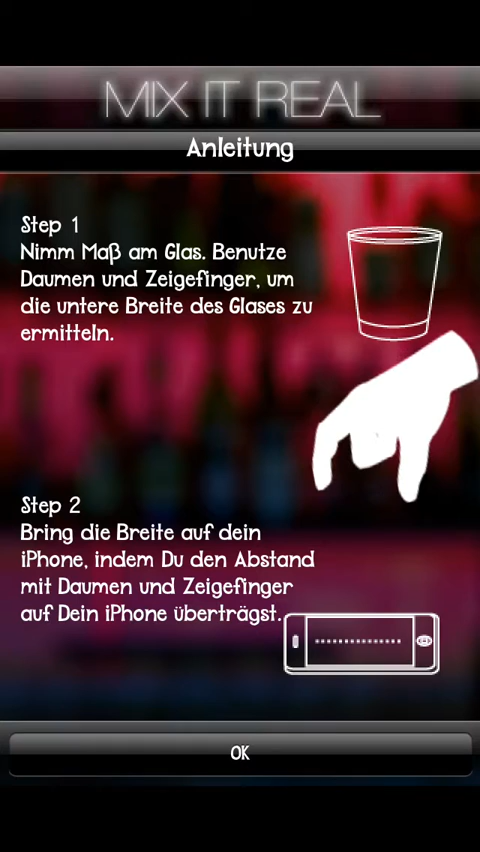 MIX IT REAL
Anleitung
Step 1
Nimm Maß am Glas. Benutze
Daumen und Zeigefinger, um
die untere Breite des Glases zu
ermitteln.
Step 2
Bring die Breite auf dein
iPhone, indem Du den Abstand
mit Daumen und Zeigefinger
auf Dein iPhone überträgst.
OK